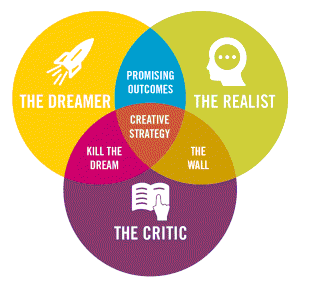 PROMISING
OUTCOMES
THE DREAMER
THE REALIST
CREATIVE
STRATEGY
KILL THE
DREAM
THE
WALL
THE CRITIC